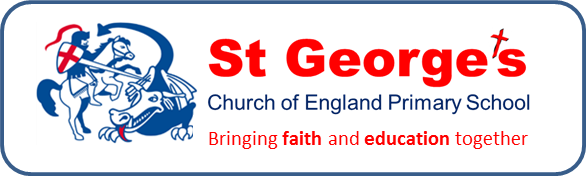 St George's
Church of England Primary School
Bringing faith and education together